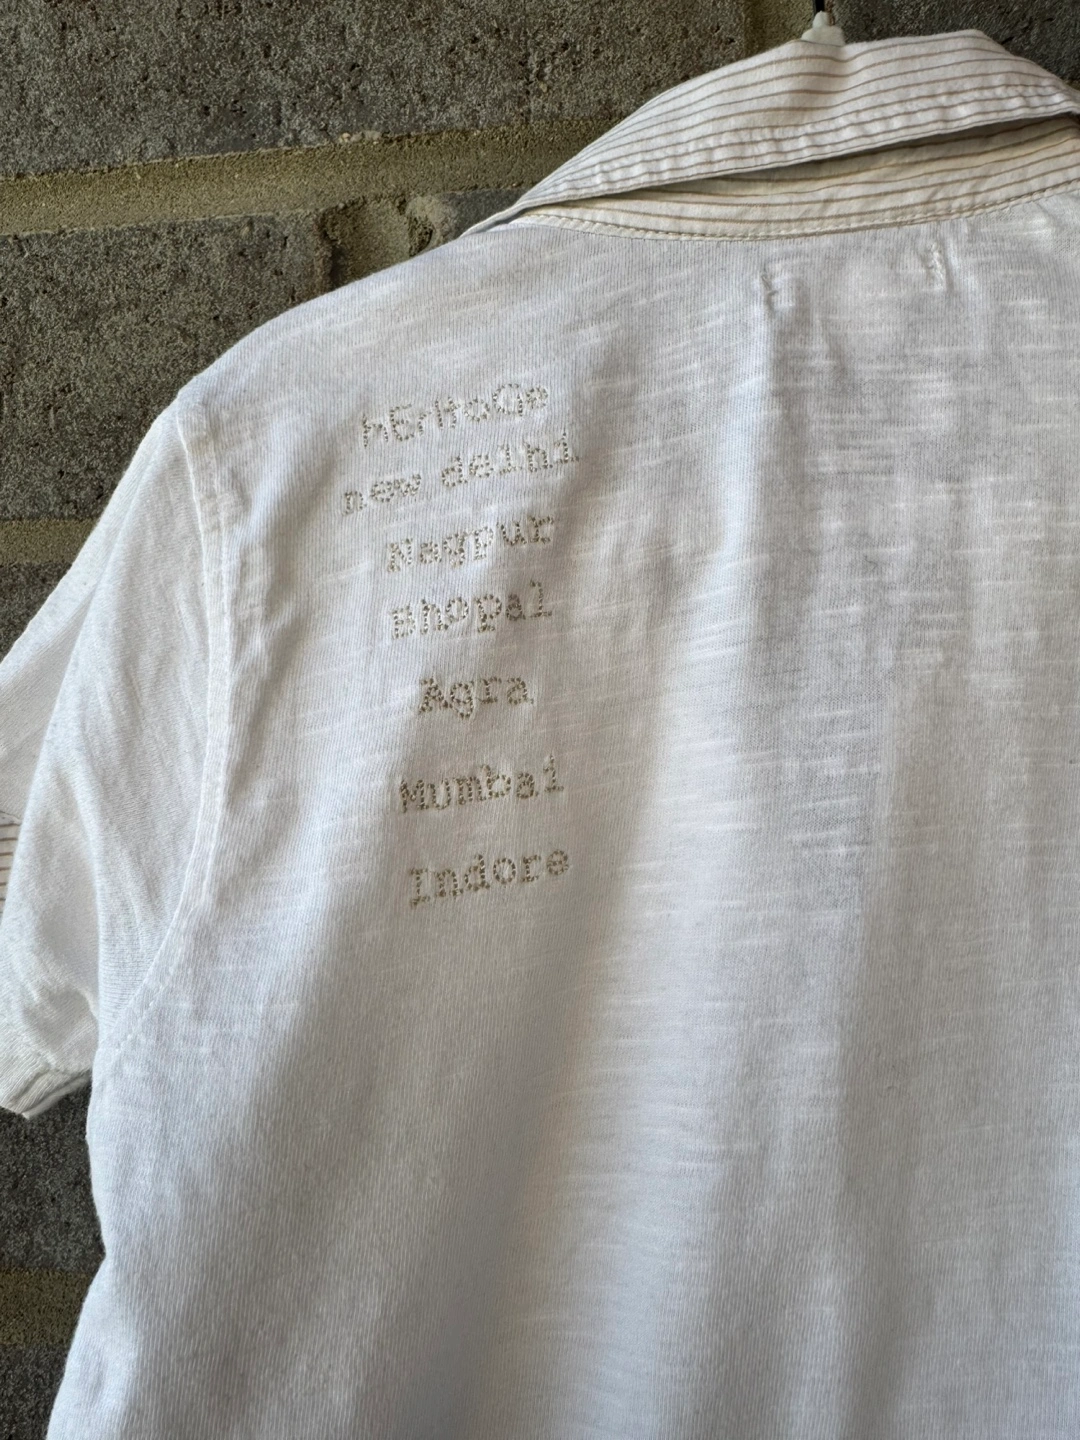 hEritaGe
new delhi
Nagpur
Bhopal
Agra
Mumbai
Indore